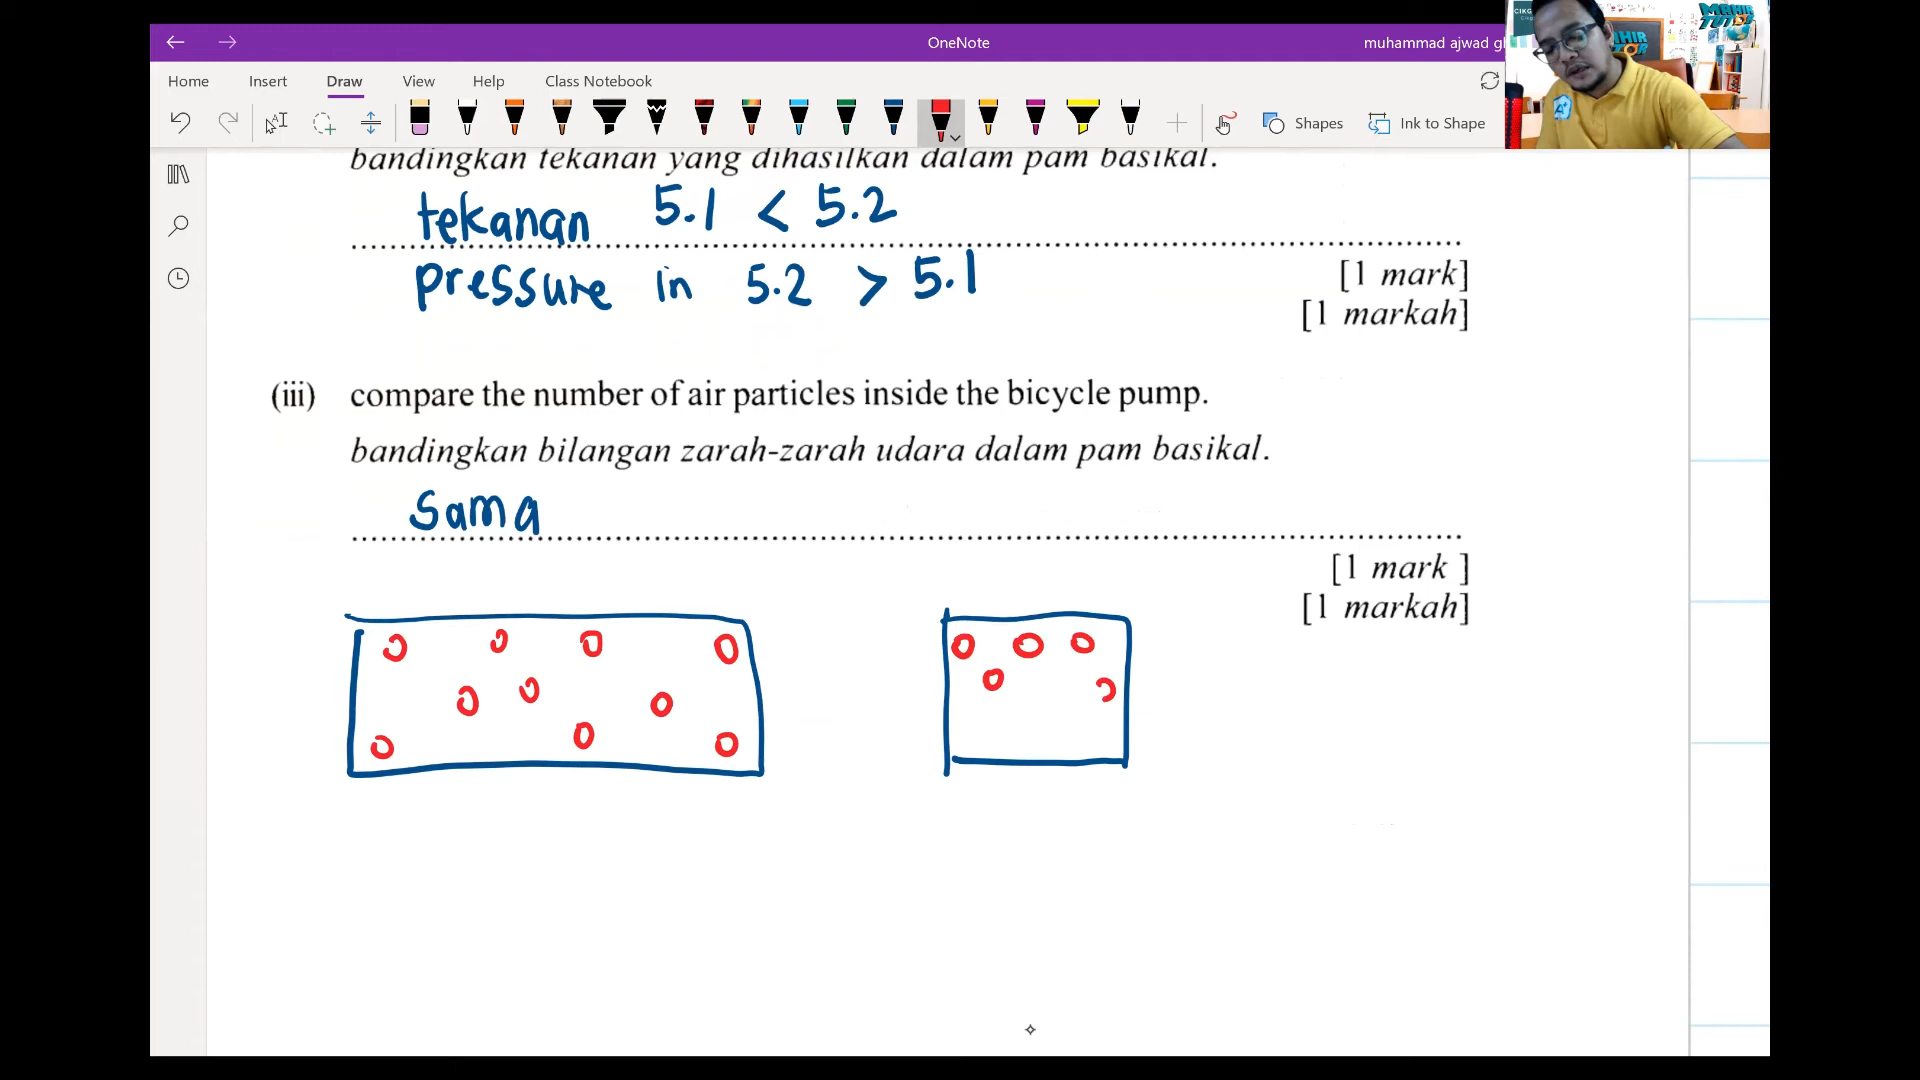 OneNote
muhammad ajwad
Home Insert Draw View Help Class Notebook
Shapes Ink to Shape
CIKG
MAHIR TUTOR
bandingkan tekanan yang dihasilkan dalam pam basikal.
tekanan 5.1 < 5.2
pressure in 5.2 > 5.1
[1 mark]
[1 markah]
(iii) compare the number of air particles inside the bicycle pump.
bandingkan bilangan zarah-zarah udara dalam pam basikal.
Sama
[1 mark ]
[1 markah]